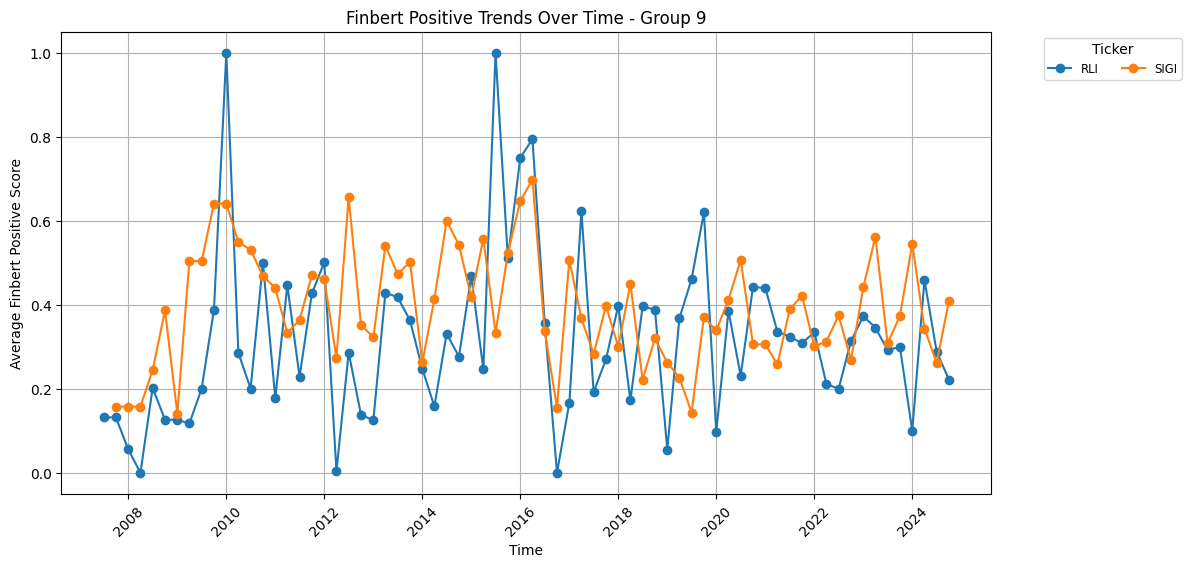 Finbert Positive Trends Over Time - Group 9
Ticker
RLI
SIGI
Average Finbert Positive Score
1.0
0.8
0.6
0.4
0.2
0.0
2008
2010
2012
2014
2016
2018
2020
2022
2024
Time